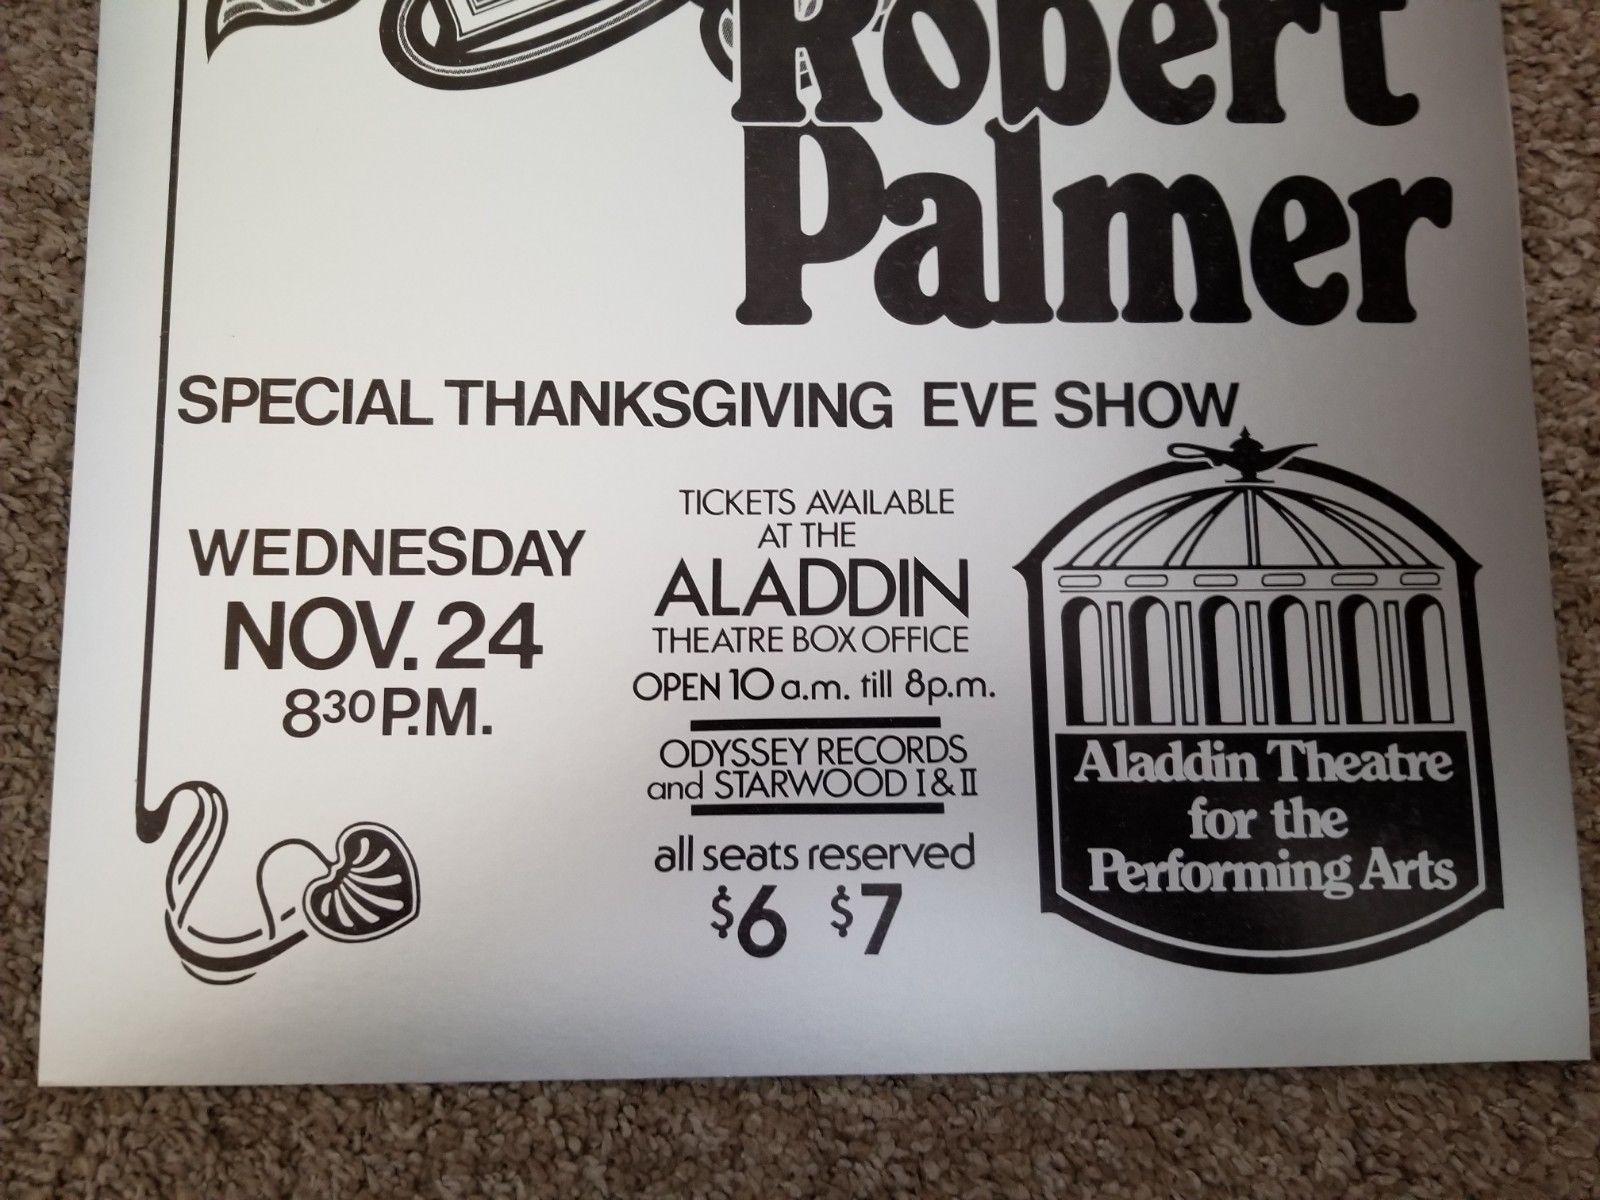 Robert
Palmer
SPECIAL THANKSGIVING EVE SHOW
WEDNESDAY
NOV. 24
830 P.M.
TICKETS AVAILABLE
AT THE
ALADDIN
THEATRE BOX OFFICE
OPEN 10 a.m. till 8p.m.
ODYSSEY RECORDS
and STARWOOD I & II
all seats reserved
$6 $7
Aladdin Theatre
for the
Performing Arts